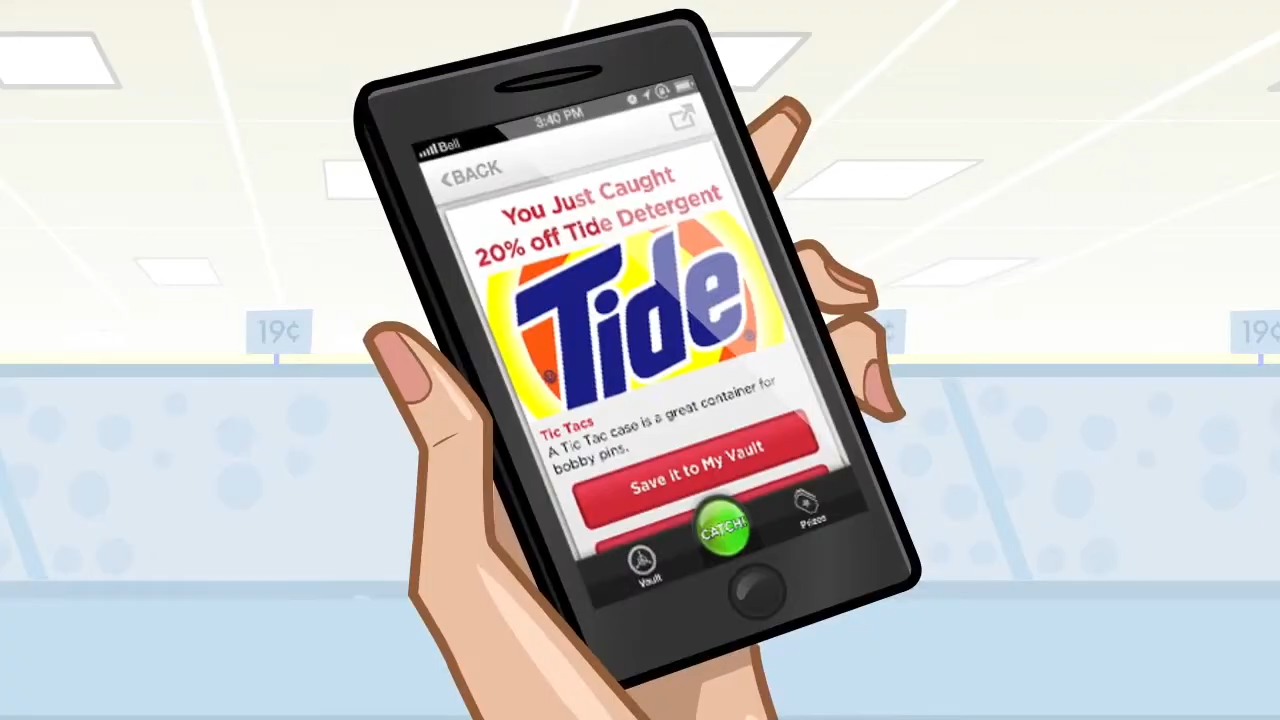 Bell 3:40 PM
BACK
You Just Caught
20% off Tide Detergent
Tide
Tic Tacs
A Tic Tac case is a great container for
bobby pins.
Save it to My Vault
CATCH!
Vault
Prizes
19¢
¢
19¢